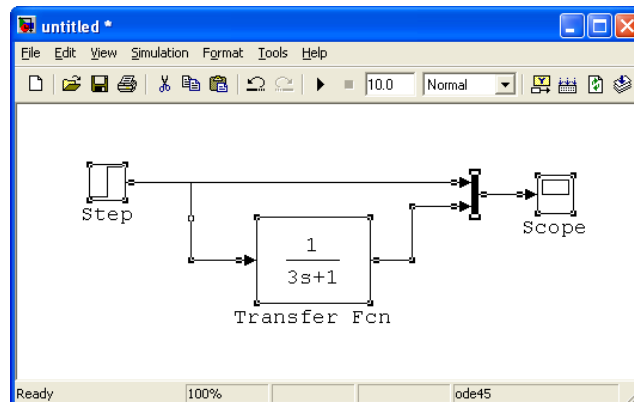 untitled *
File Edit View Simulation Format Tools Help
10.0 Normal
Step
1
3s+1
Transfer Fcn
Scope
Ready 100% ode45